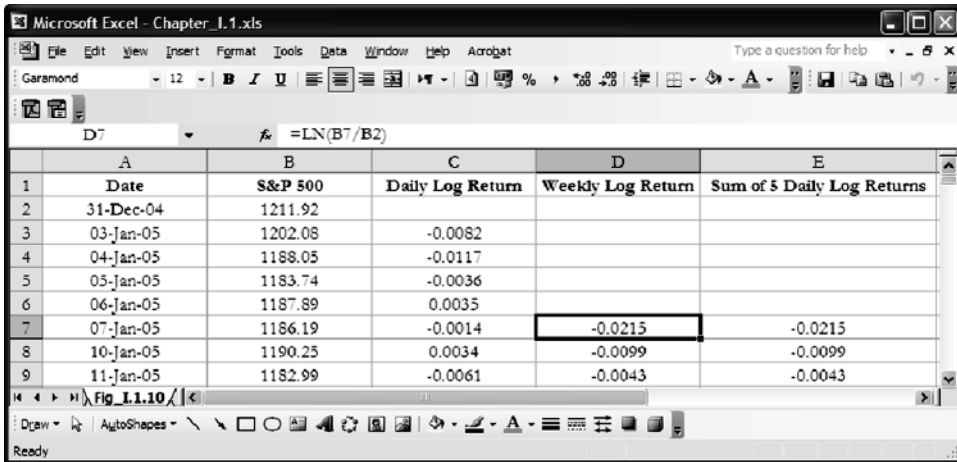 Microsoft Excel - Chapter_I.1.xls
File Edit View Insert Format Tools Data Window Help Acrobat Type a question for help
Garamond 12 B I U % A
D7 fx =LN(B7/B2)
A B C D E
1 Date S&P 500 Daily Log Return Weekly Log Return Sum of 5 Daily Log Returns
2 31-Dec-04 1211.92
3 03-Jan-05 1202.08 -0.0082
4 04-Jan-05 1188.05 -0.0117
5 05-Jan-05 1183.74 -0.0036
6 06-Jan-05 1187.89 0.0035
7 07-Jan-05 1186.19 -0.0014 -0.0215 -0.0215
8 10-Jan-05 1190.25 0.0034 -0.0099 -0.0099
9 11-Jan-05 1182.99 -0.0061 -0.0043 -0.0043
Fig_I.1.10
Draw AutoShapes A
Ready